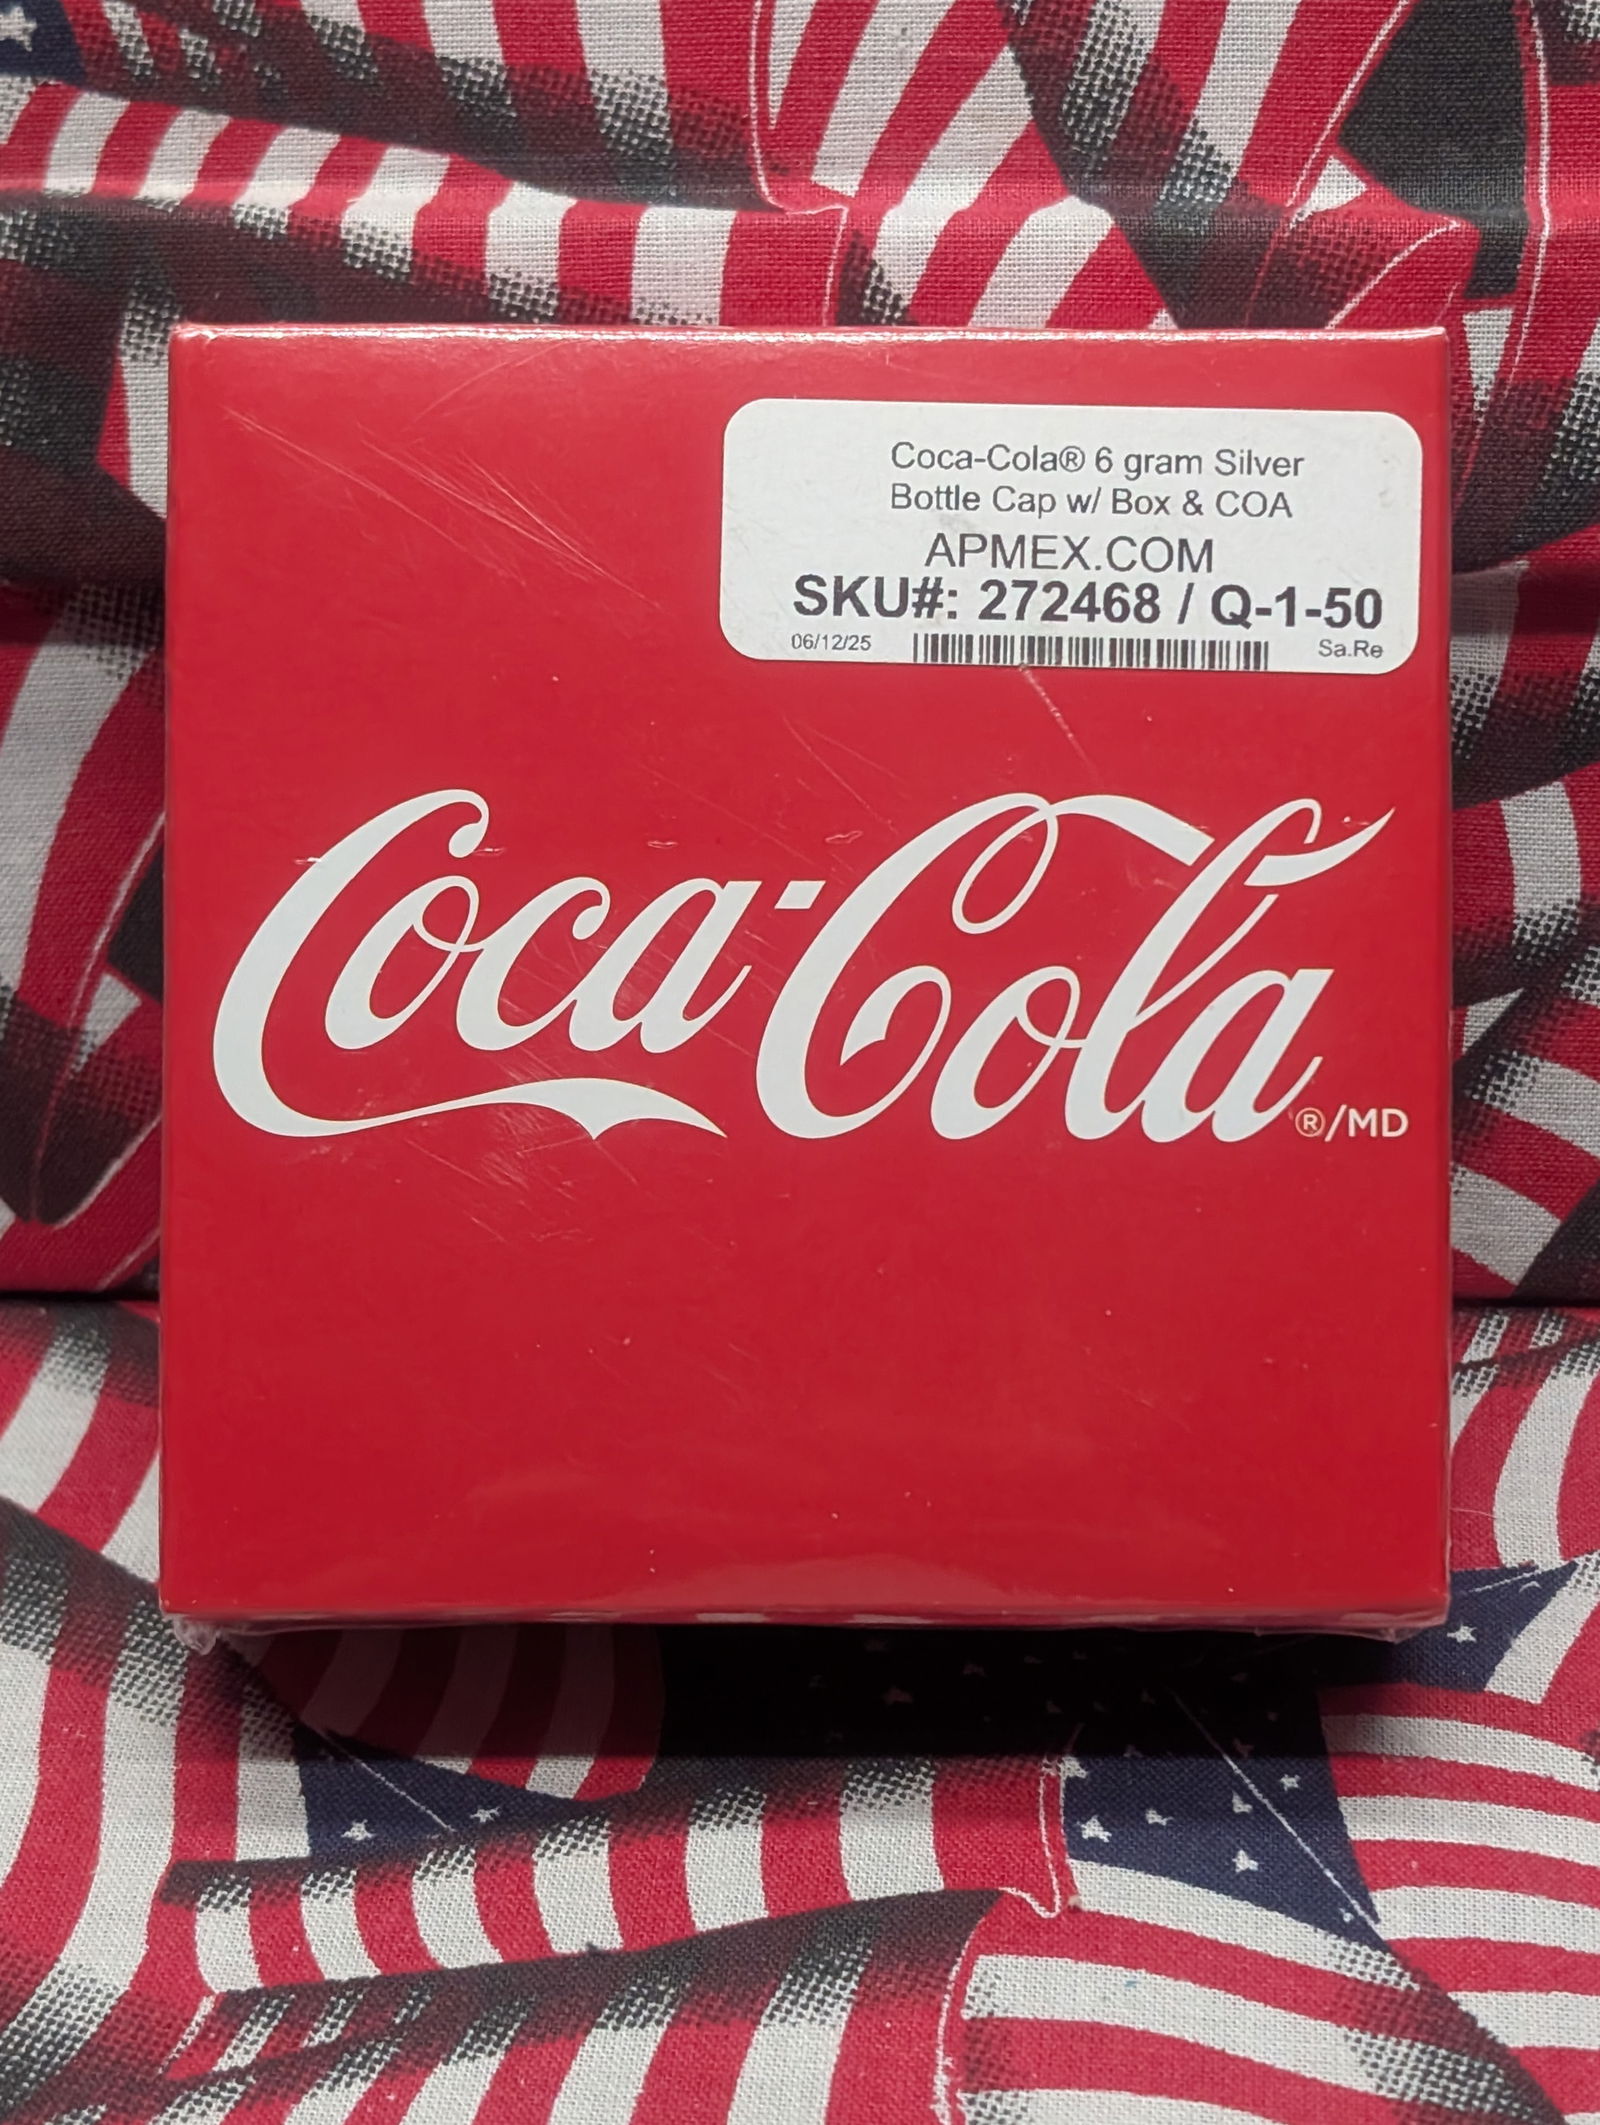 Coca-Cola® 6 gram Silver
Bottle Cap w/ Box & COA
APMEX.COM
SKU#: 272468 / Q-1-50
06/12/25 Sa.Re
Coca-Cola ®/MD